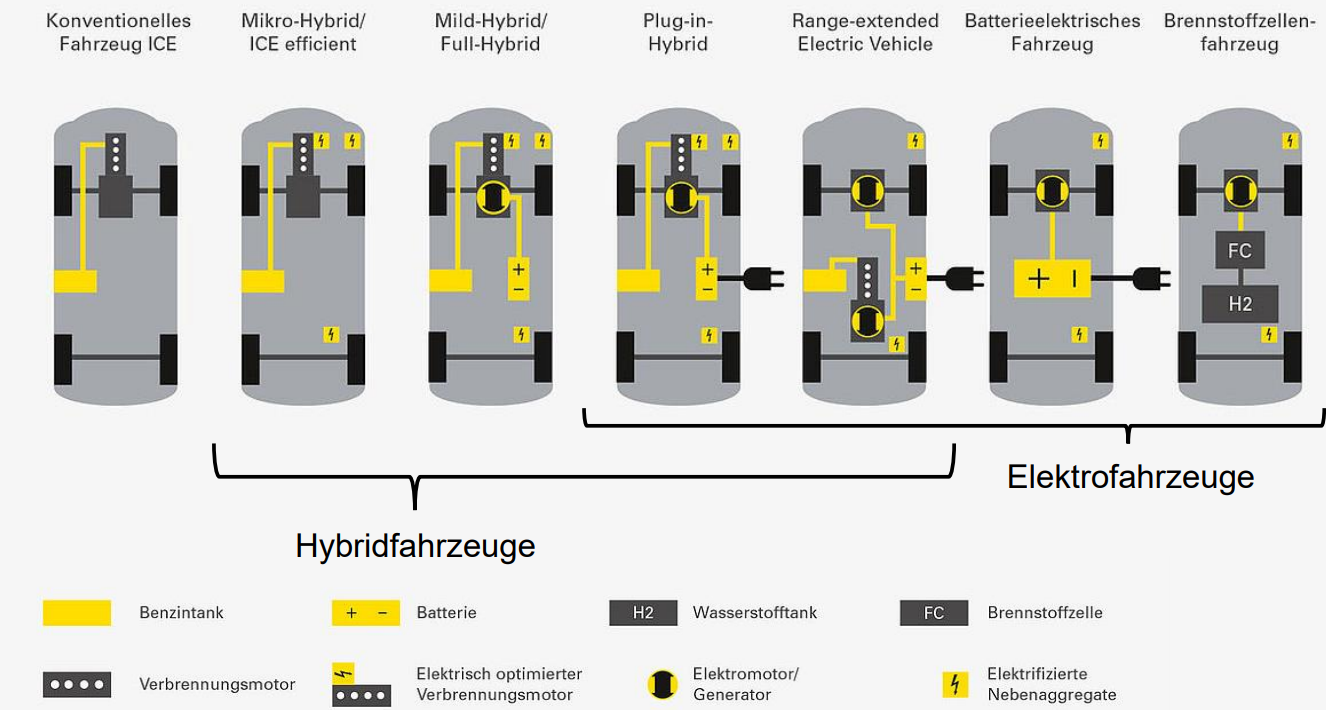 Konventionelles
Fahrzeug ICE
Mikro-Hybrid/
ICE efficient
Mild-Hybrid/
Full-Hybrid
Plug-in-
Hybrid
Range-extended
Electric Vehicle
Batterieelektrisches
Fahrzeug
Brennstoffzellen-
fahrzeug
+
−
+
−
+
−
+ −
FC
H2
Elektrofahrzeuge
Hybridfahrzeuge
Benzintank
+ − Batterie
H2 Wasserstofftank
FC Brennstoffzelle
Verbrennungsmotor
Elektrisch optimierter
Verbrennungsmotor
Elektromotor/
Generator
Elektrifizierte
Nebenaggregate